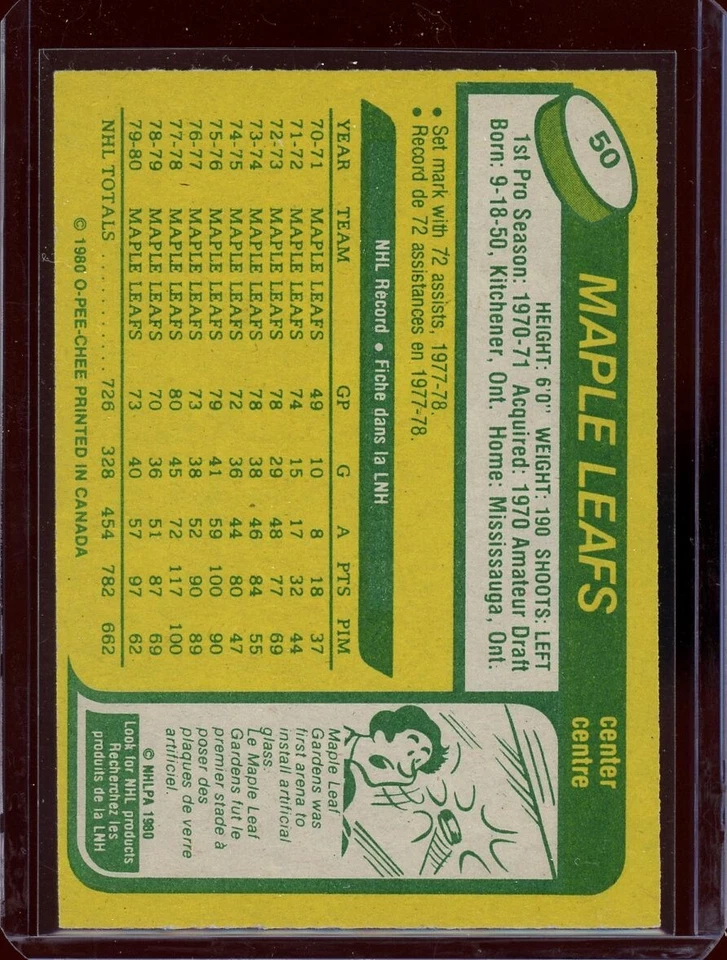 50
MAPLE LEAFS
center
centre
HEIGHT: 6'0" WEIGHT: 190 SHOOTS: LEFT
1st Pro Season: 1970-71 Acquired: 1970 Amateur Draft
Born: 9-18-50, Kitchener, Ont. Home: Mississauga, Ont.
• Set mark with 72 assists, 1977-78.
• Record de 72 assistances en 1977-78.
NHL Record • Fiche dans la LNH
YEAR TEAM GP G A PTS PIM
70-71 MAPLE LEAFS 49 10 8 18 37
71-72 MAPLE LEAFS 74 15 17 32 44
72-73 MAPLE LEAFS 78 29 48 77 69
73-74 MAPLE LEAFS 78 38 46 84 55
74-75 MAPLE LEAFS 72 36 44 80 47
75-76 MAPLE LEAFS 79 41 59 100 90
76-77 MAPLE LEAFS 73 38 52 90 89
77-78 MAPLE LEAFS 80 45 72 117 100
78-79 MAPLE LEAFS 70 36 51 87 69
79-80 MAPLE LEAFS 73 40 57 97 62
NHL TOTALS ............ 726 328 454 782 662
© 1980 O-PEE-CHEE PRINTED IN CANADA
Maple Leaf
Gardens was
first arena to
install artificial
glass.
Le Maple Leaf
Gardens fut le
premier stade à
poser des
plaques de verre
artificiel.
© NHLPA 1980
Look for NHL products
Recherchez les
produits de la LNH